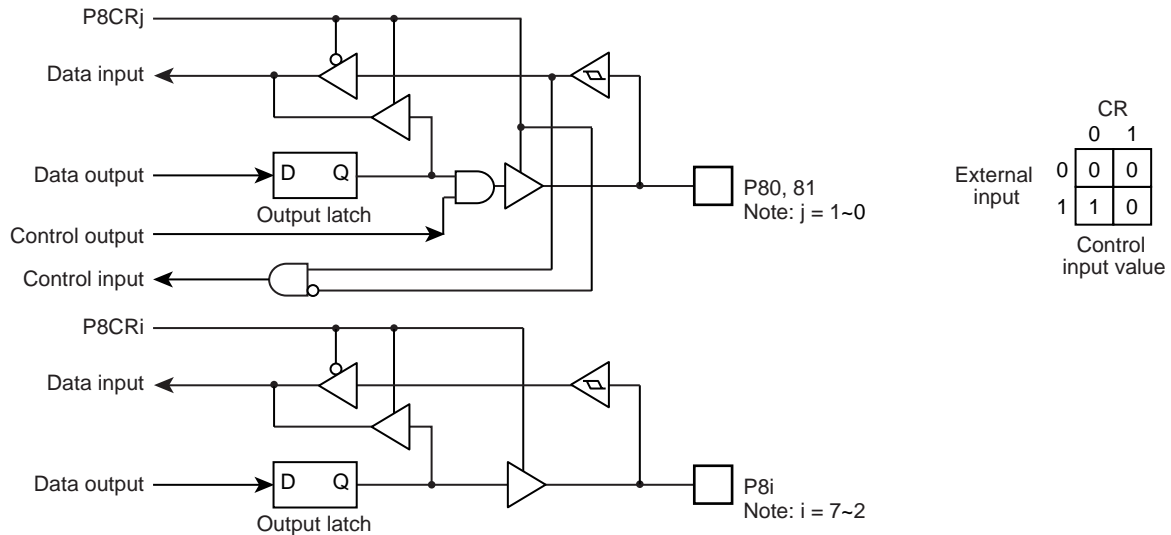 P8CRj
Data input
Data output
D Q
Output latch
Control output
Control input
P80, 81
Note: j = 1~0
CR
0 1
External
input
0 0 0
1 1 0
Control
input value
P8CRi
Data input
Data output
D Q
Output latch
P8i
Note: i = 7~2